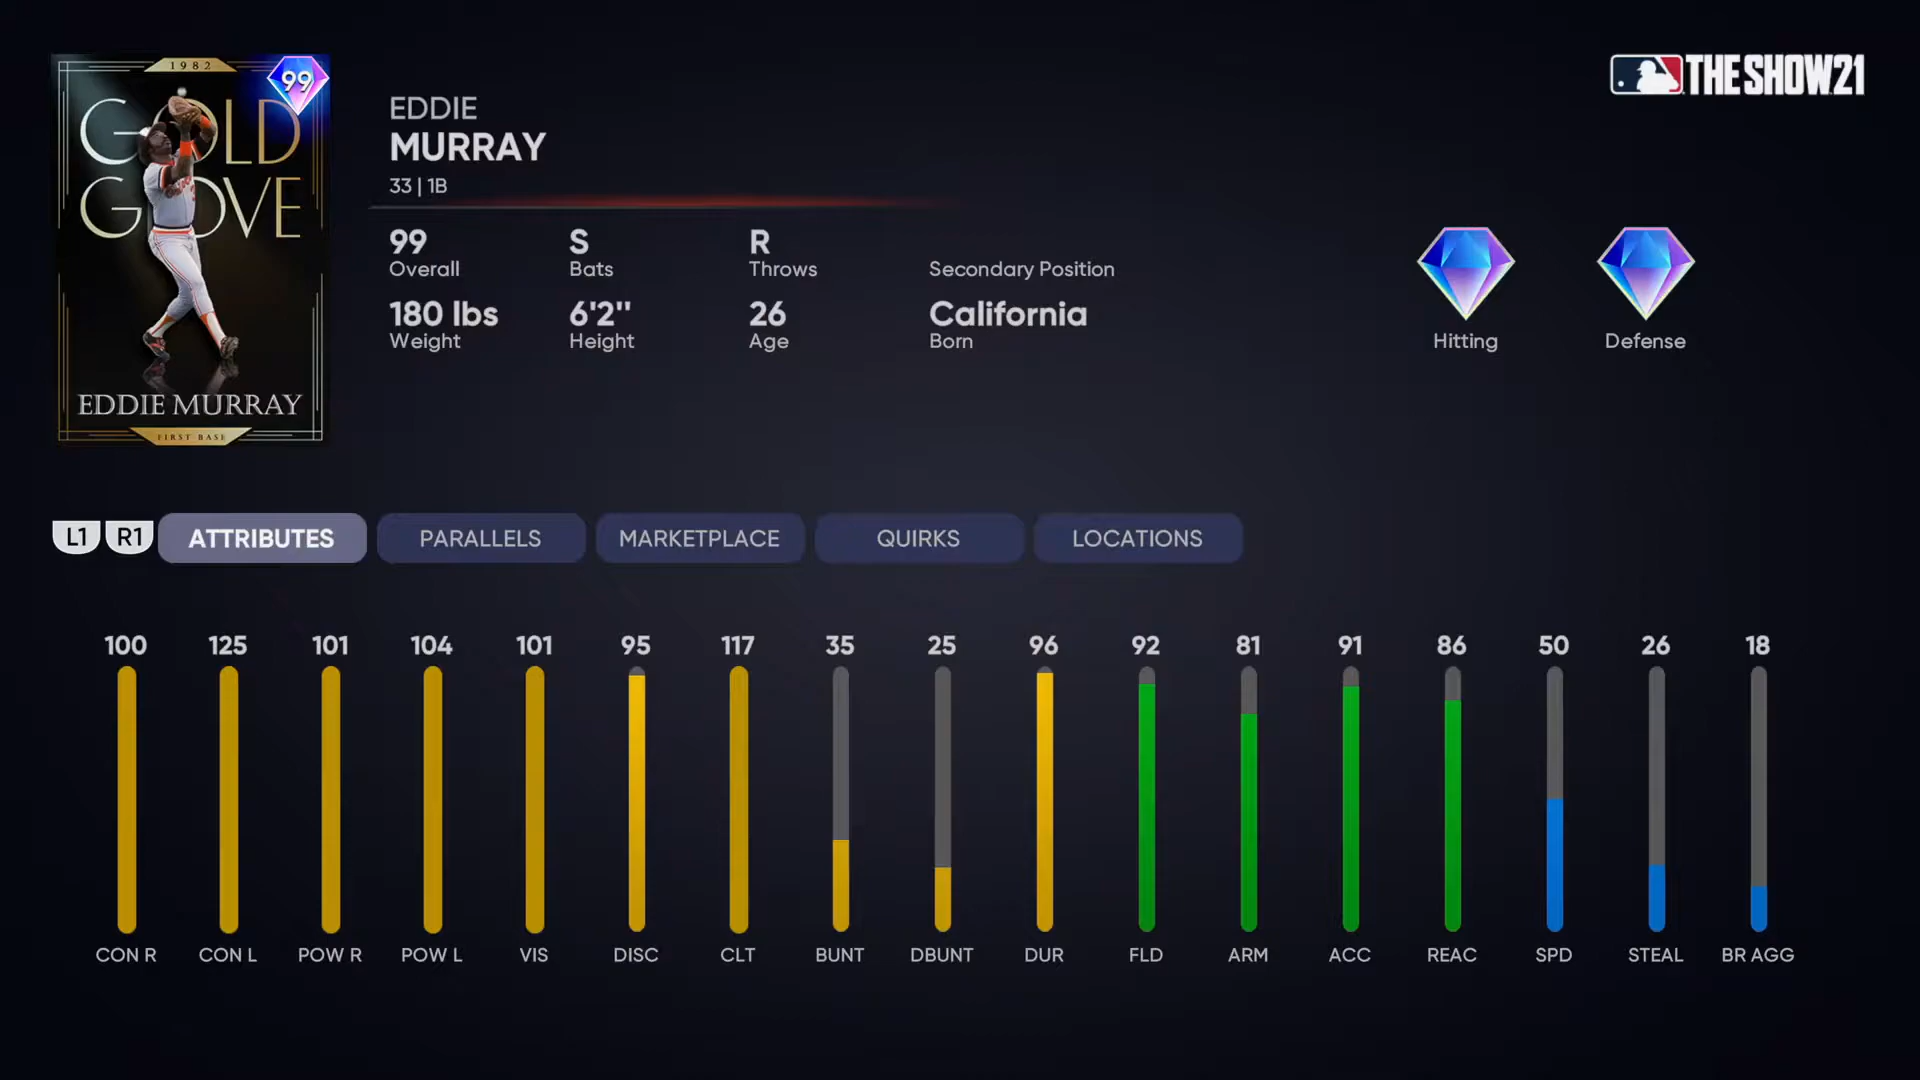 1982
99
GOLD
GLOVE
EDDIE MURRAY
FIRST BASE
EDDIE
MURRAY
33 | 1B
THE SHOW 21
99
Overall
S
Bats
R
Throws
Secondary Position
180 lbs
Weight
6'2"
Height
26
Age
California
Born
Hitting
Defense
L1 R1 ATTRIBUTES PARALLELS MARKETPLACE QUIRKS LOCATIONS
100 125 101 104 101 95 117 35 25 96 92 81 91 86 50 26 18
CON R CON L POW R POW L VIS DISC CLT BUNT DBUNT DUR FLD ARM ACC REAC SPD STEAL BR AGG